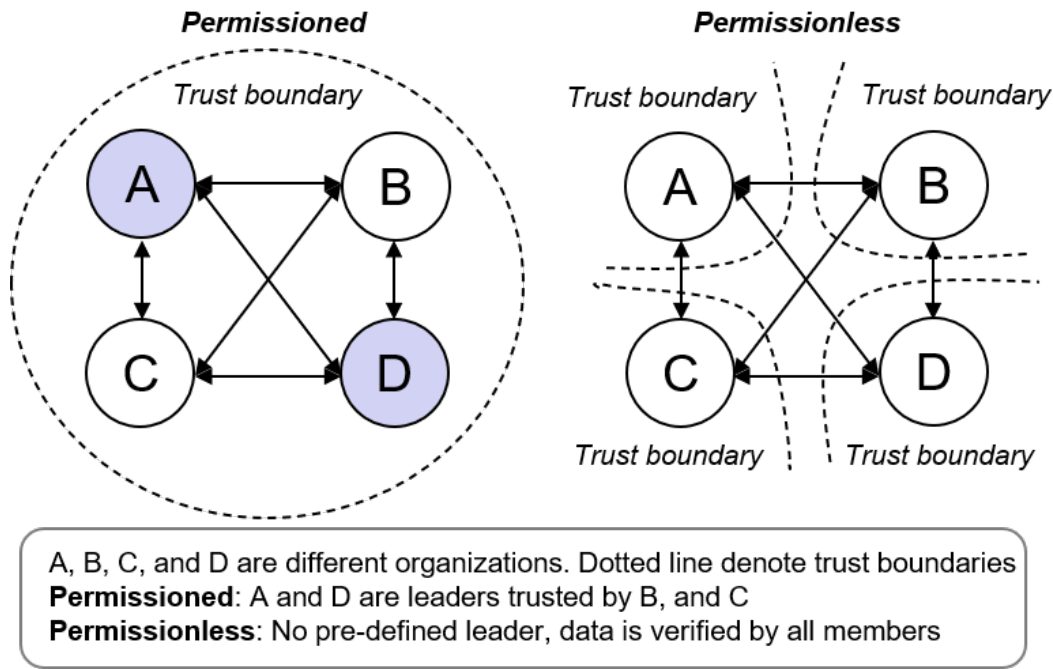 Permissioned
Permissionless
Trust boundary
Trust boundary
Trust boundary
A
B
A
B
C
D
C
D
Trust boundary
Trust boundary
A, B, C, and D are different organizations. Dotted line denote trust boundaries
Permissioned: A and D are leaders trusted by B, and C
Permissionless: No pre-defined leader, data is verified by all members